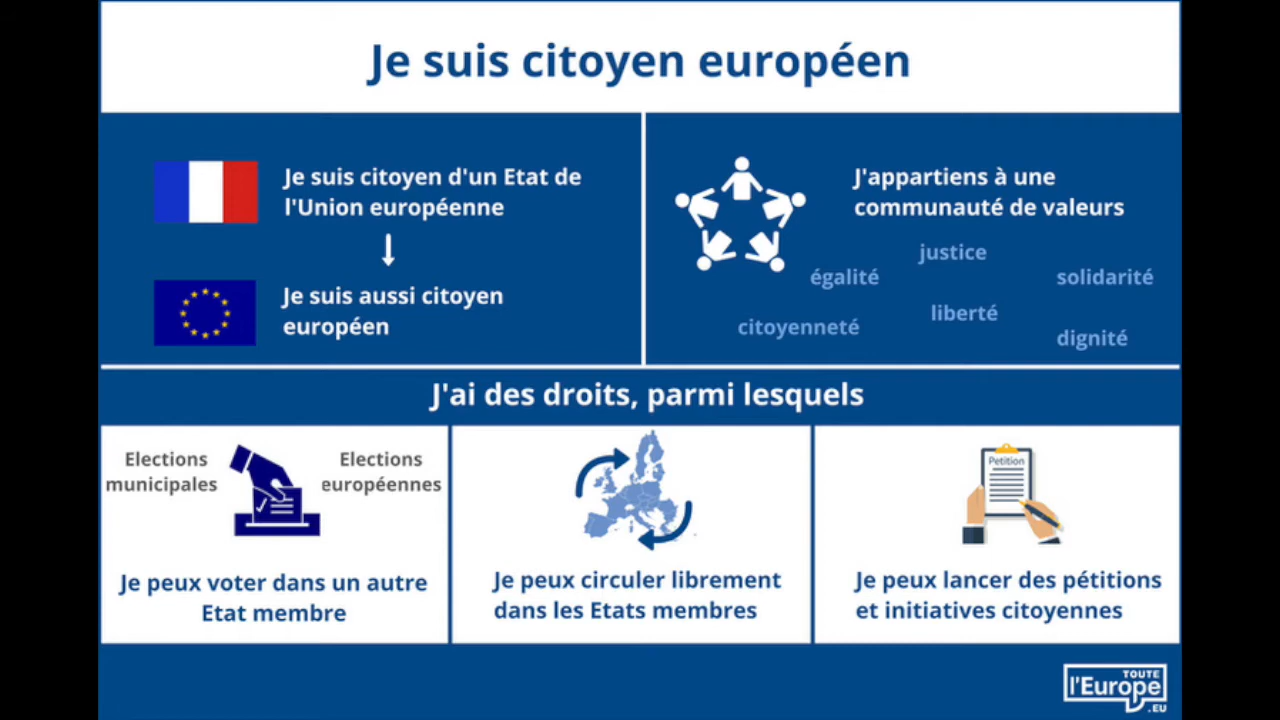 Je suis citoyen européen
Je suis citoyen d'un Etat de
l'Union européenne
Je suis aussi citoyen
européen
J'appartiens à une
communauté de valeurs
justice
égalité
solidarité
liberté
citoyenneté
dignité
J'ai des droits, parmi lesquels
Elections
municipales
Elections
européennes
Je peux voter dans un autre
Etat membre
Je peux circuler librement
dans les Etats membres
Petition
Je peux lancer des pétitions
et initiatives citoyennes
TOUTE
l'Europe
.EU